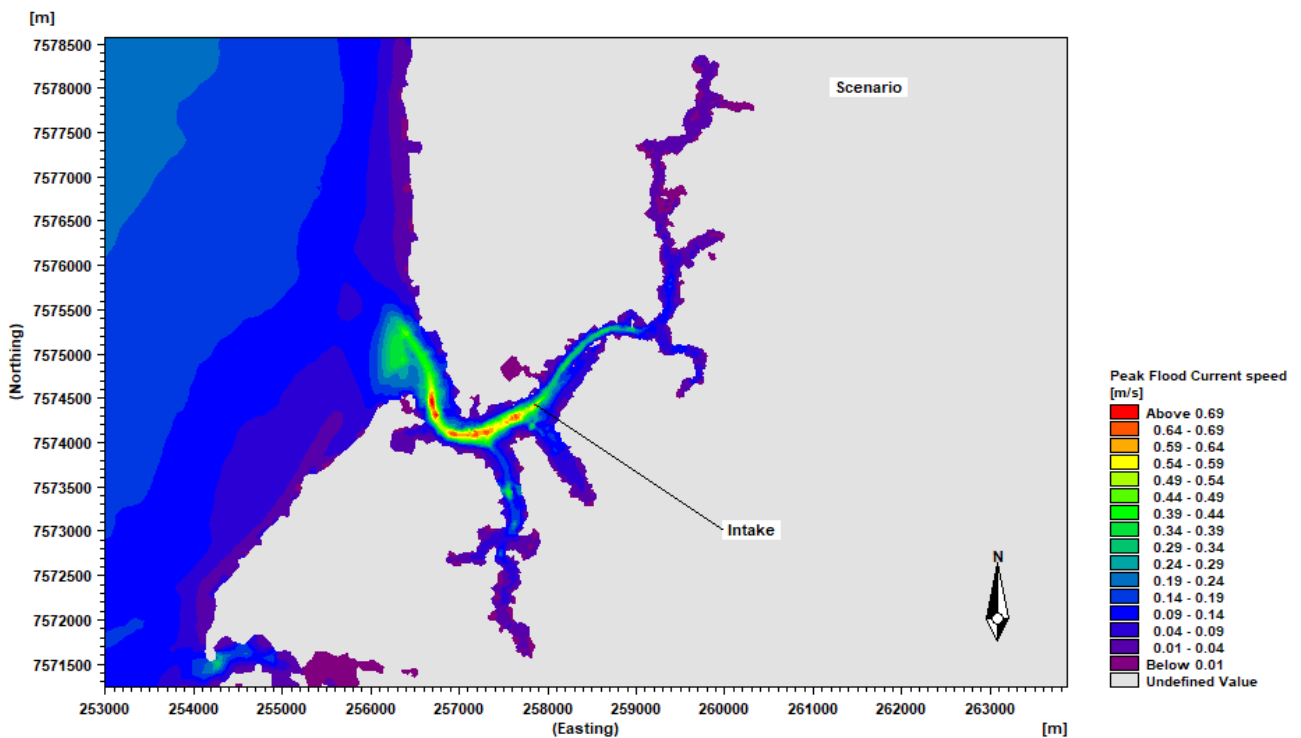 [m]
7578500
7578000
7577500
7577000
7576500
7576000
7575500
7575000
7574500
7574000
7573500
7573000
7572500
7572000
7571500
(Northing)
Scenario
Intake
N
253000 254000 255000 256000 257000 258000 259000 260000 261000 262000 263000
(Easting)
[m]
Peak Flood Current speed
[m/s]
Above 0.69
0.64 - 0.69
0.59 - 0.64
0.54 - 0.59
0.49 - 0.54
0.44 - 0.49
0.39 - 0.44
0.34 - 0.39
0.29 - 0.34
0.24 - 0.29
0.19 - 0.24
0.14 - 0.19
0.09 - 0.14
0.04 - 0.09
0.01 - 0.04
Below 0.01
Undefined Value